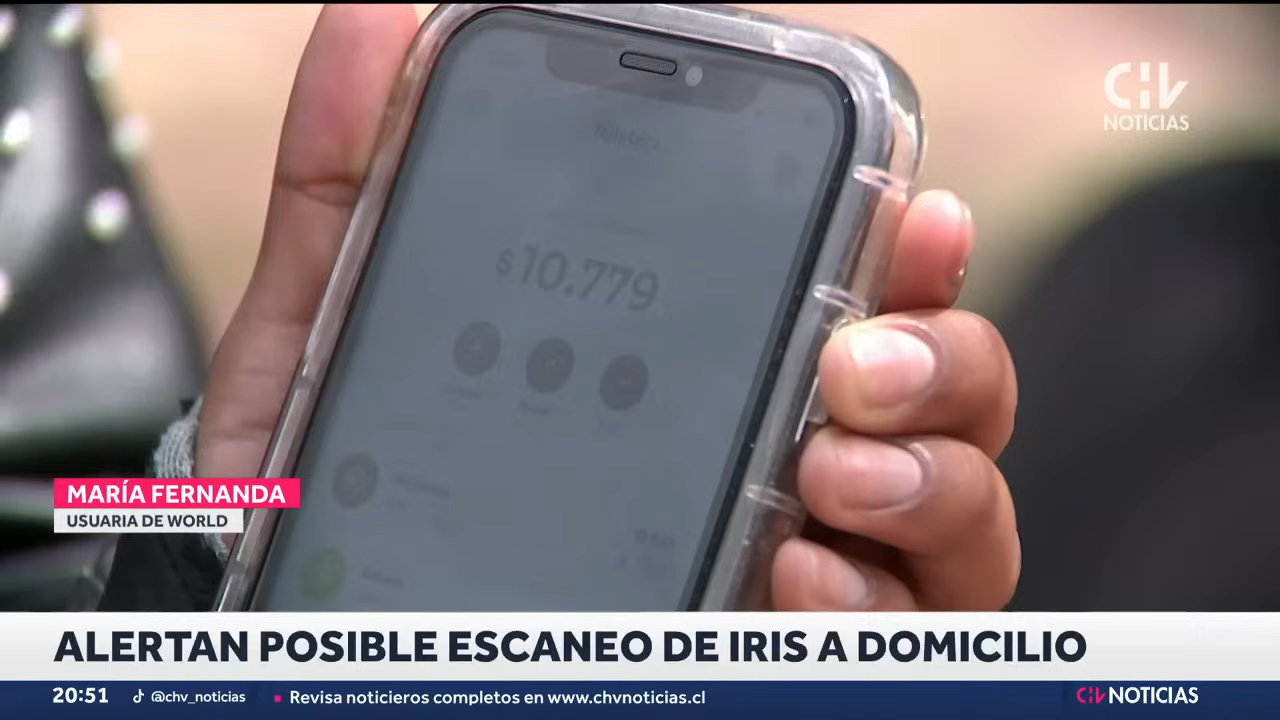 CHV
NOTICIAS
Billetera
$10.779
MARÍA FERNANDA
USUARIA DE WORLD
ALERTAN POSIBLE ESCANEO DE IRIS A DOMICILIO
20:51 @chv_noticias Revisa noticieros completos en www.chvnoticias.cl CHV NOTICIAS